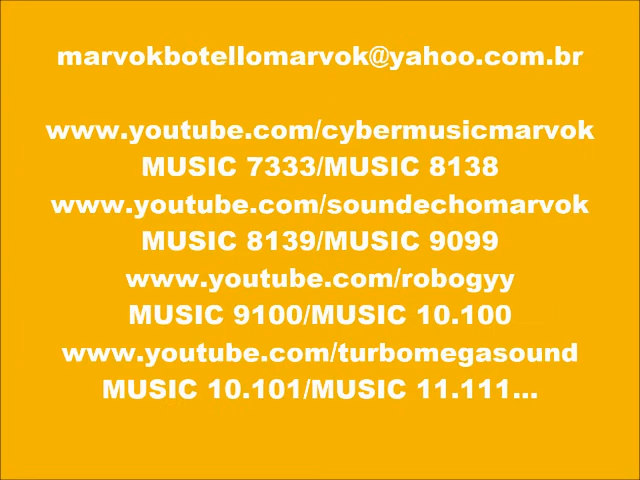 marvokbotellomarvok@yahoo.com.br
www.youtube.com/cybermusicmarvok
MUSIC 7333/MUSIC 8138
www.youtube.com/soundechomarvok
MUSIC 8139/MUSIC 9099
www.youtube.com/robogyy
MUSIC 9100/MUSIC 10.100
www.youtube.com/turbomegasound
MUSIC 10.101/MUSIC 11.111...